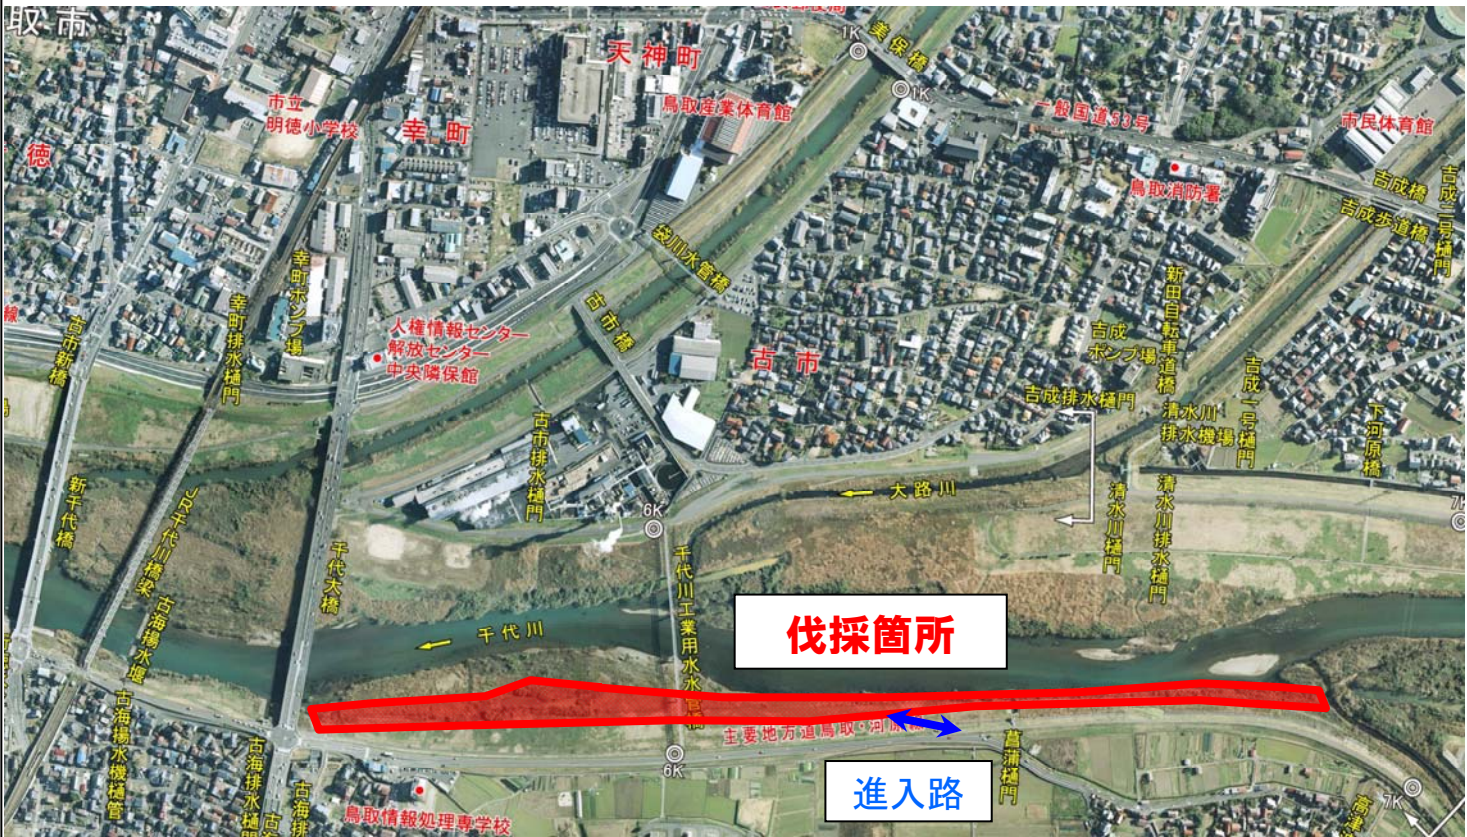 取市
天神町
美保橋
1K
1K
市立
明徳小学校
幸町
鳥取産業体育館
一般国道53号
市民体育館
徳
鳥取消防署
吉成橋
吉成歩道橋
吉成二号樋門
袋川水管橋
古市橋
幸町ポンプ場
幸町排水樋門
古市新橋
線
人権情報センター
解放センター
中央隣保館
古市
新田自転車道橋
吉成
ポンプ場
吉成排水樋門
清水川
排水機場
吉成一号樋門
下河原橋
古市排水樋門
大路川
6K
7K
清水川樋門
清水川排水樋門
新千代橋
JR千代川橋梁
古海揚水堰
千代大橋
千代川
千代川工業用水水管橋
伐採箇所
主要地方道鳥取・河原線
進入路
菖蒲樋門
6K
7K
古海揚水機樋管
古海排水樋門
鳥取情報処理専学校